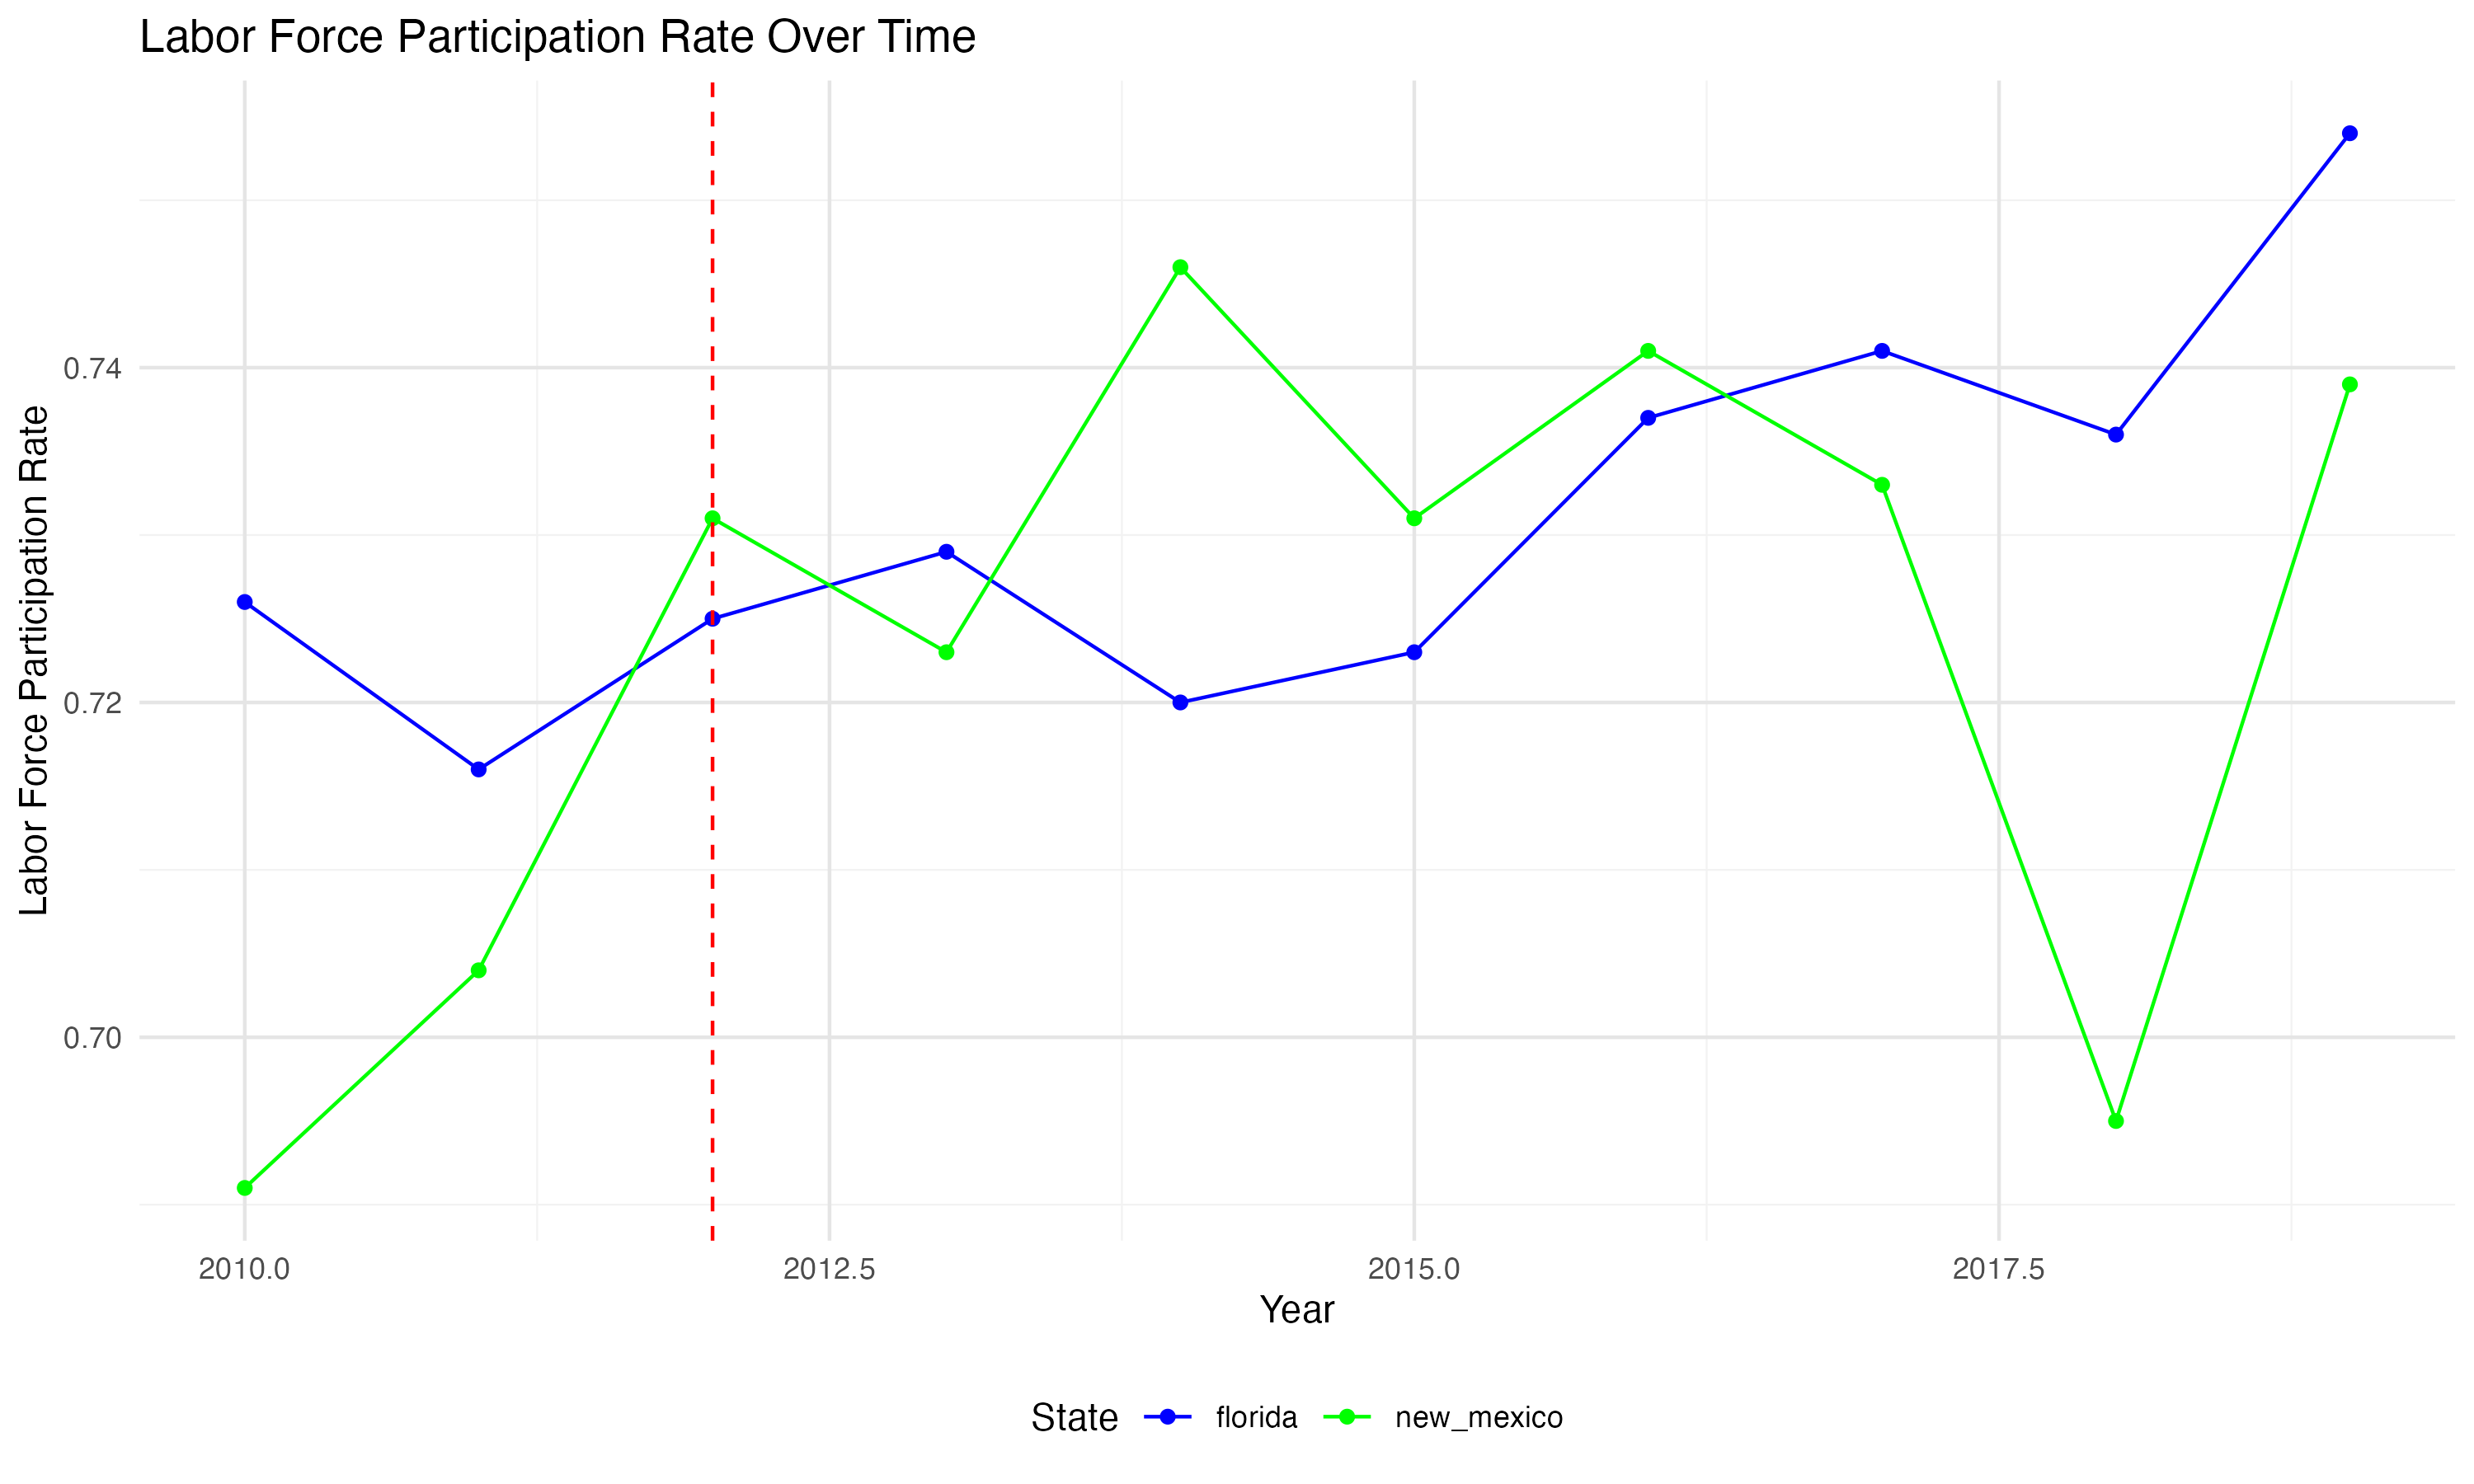 Labor Force Participation Rate Over Time
Labor Force Participation Rate
0.74
0.72
0.70
2010.0 2012.5 2015.0 2017.5
Year
State florida new_mexico